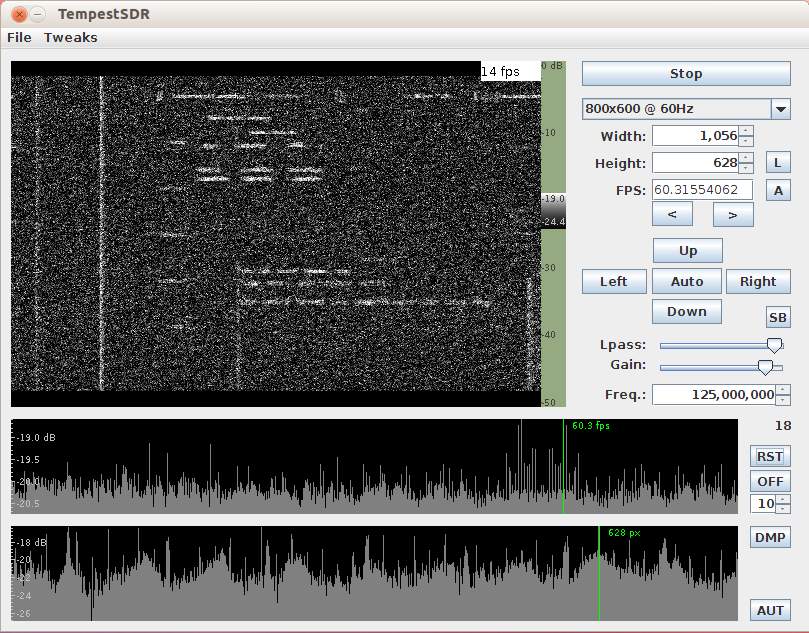 TempestSDR
File Tweaks
14 fps
0 dB
-10
-19.0
-24.4
-30
-40
-50
Stop
800x600 @ 60Hz
Width: 1,056
Height: 628 L
FPS: 60.31554062 A
< >
Up
Left Auto Right
Down
SB
Lpass:
Gain:
Freq.: 125,000,000
60.3 fps
-19.0 dB
-19.5
-20.0
-20.5
18
RST
OFF
10
628 px
-18 dB
-20
-22
-24
-26
DMP
AUT